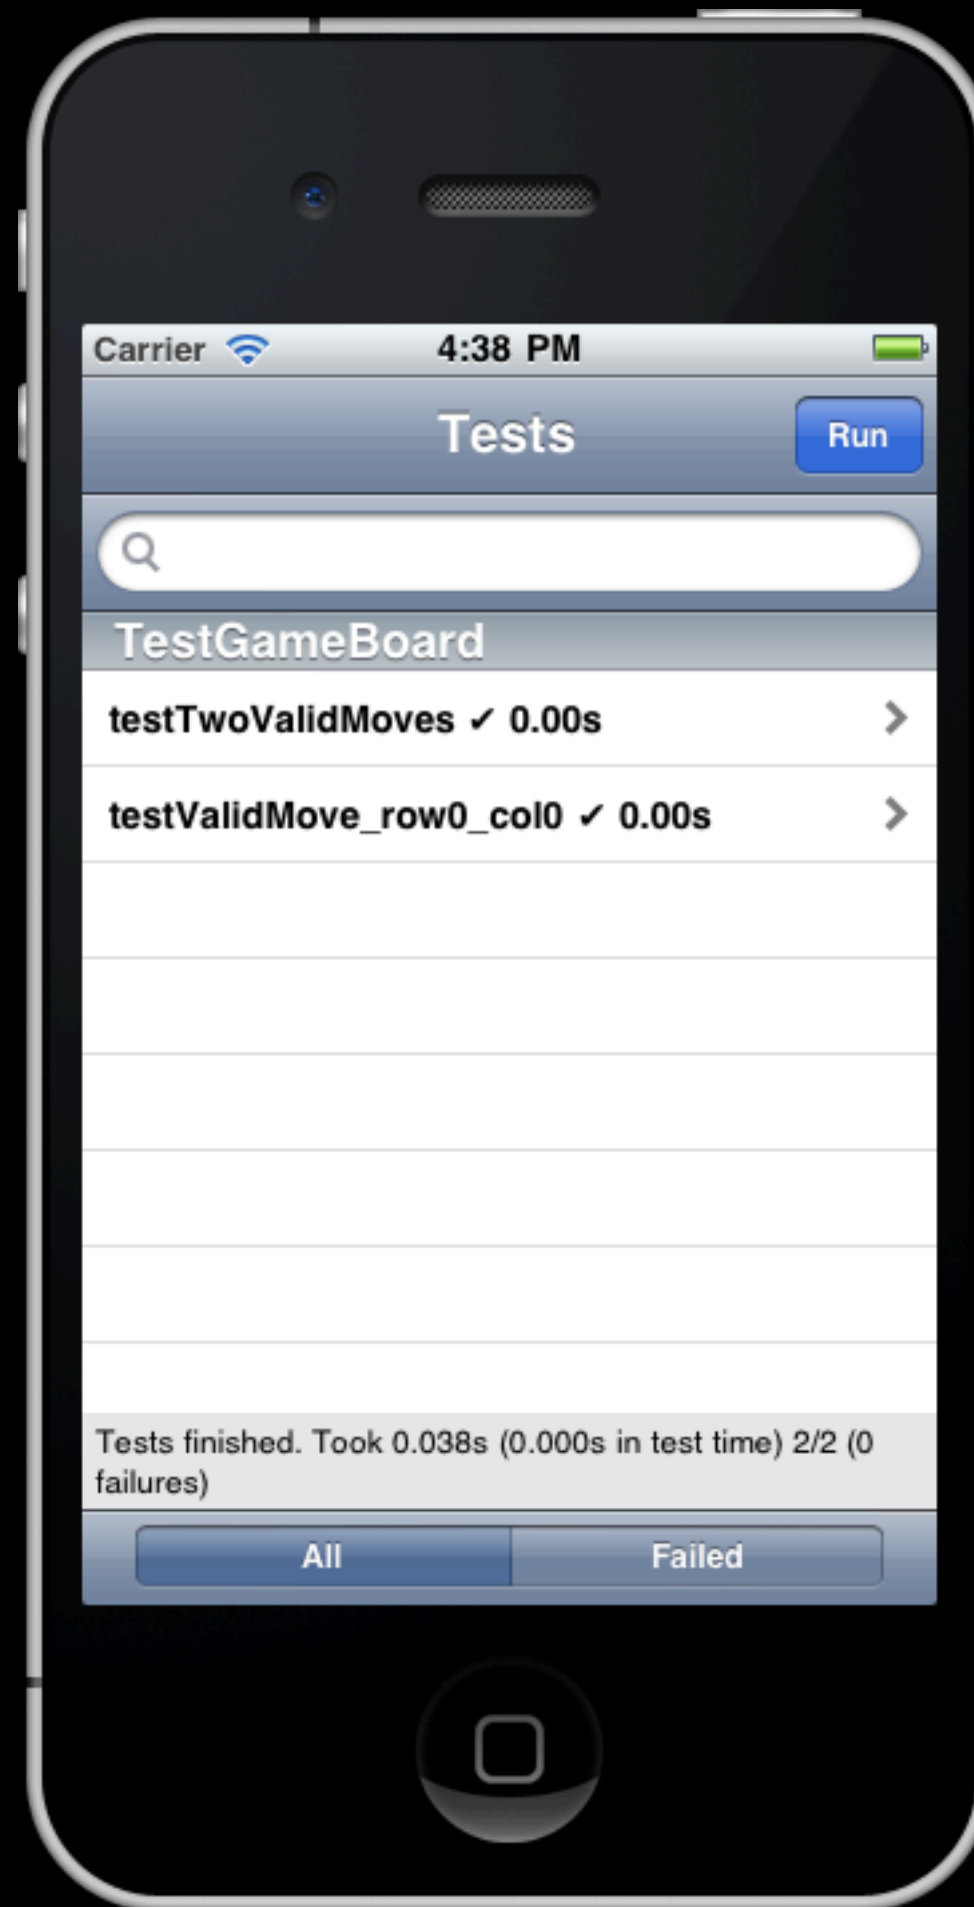 Carrier 4:38 PM
Tests Run
TestGameBoard
testTwoValidMoves ✓ 0.00s
testValidMove_row0_col0 ✓ 0.00s
Tests finished. Took 0.038s (0.000s in test time) 2/2 (0
failures)
All Failed